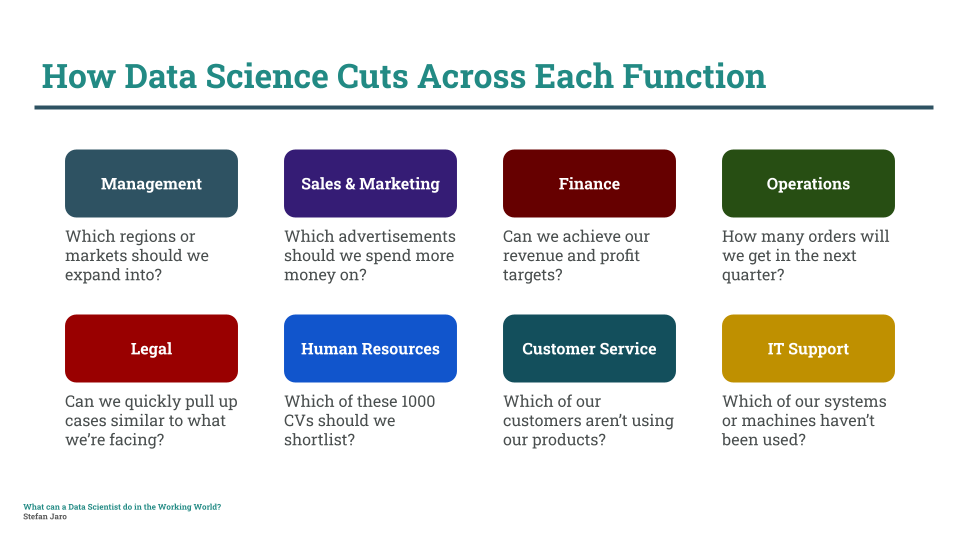 How Data Science Cuts Across Each Function
Management
Which regions or
markets should we
expand into?
Sales & Marketing
Which advertisements
should we spend more
money on?
Finance
Can we achieve our
revenue and profit
targets?
Operations
How many orders will
we get in the next
quarter?
Legal
Can we quickly pull up
cases similar to what
we’re facing?
Human Resources
Which of these 1000
CVs should we
shortlist?
Customer Service
Which of our
customers aren’t using
our products?
IT Support
Which of our systems
or machines haven’t
been used?
What can a Data Scientist do in the Working World?
Stefan Jaro